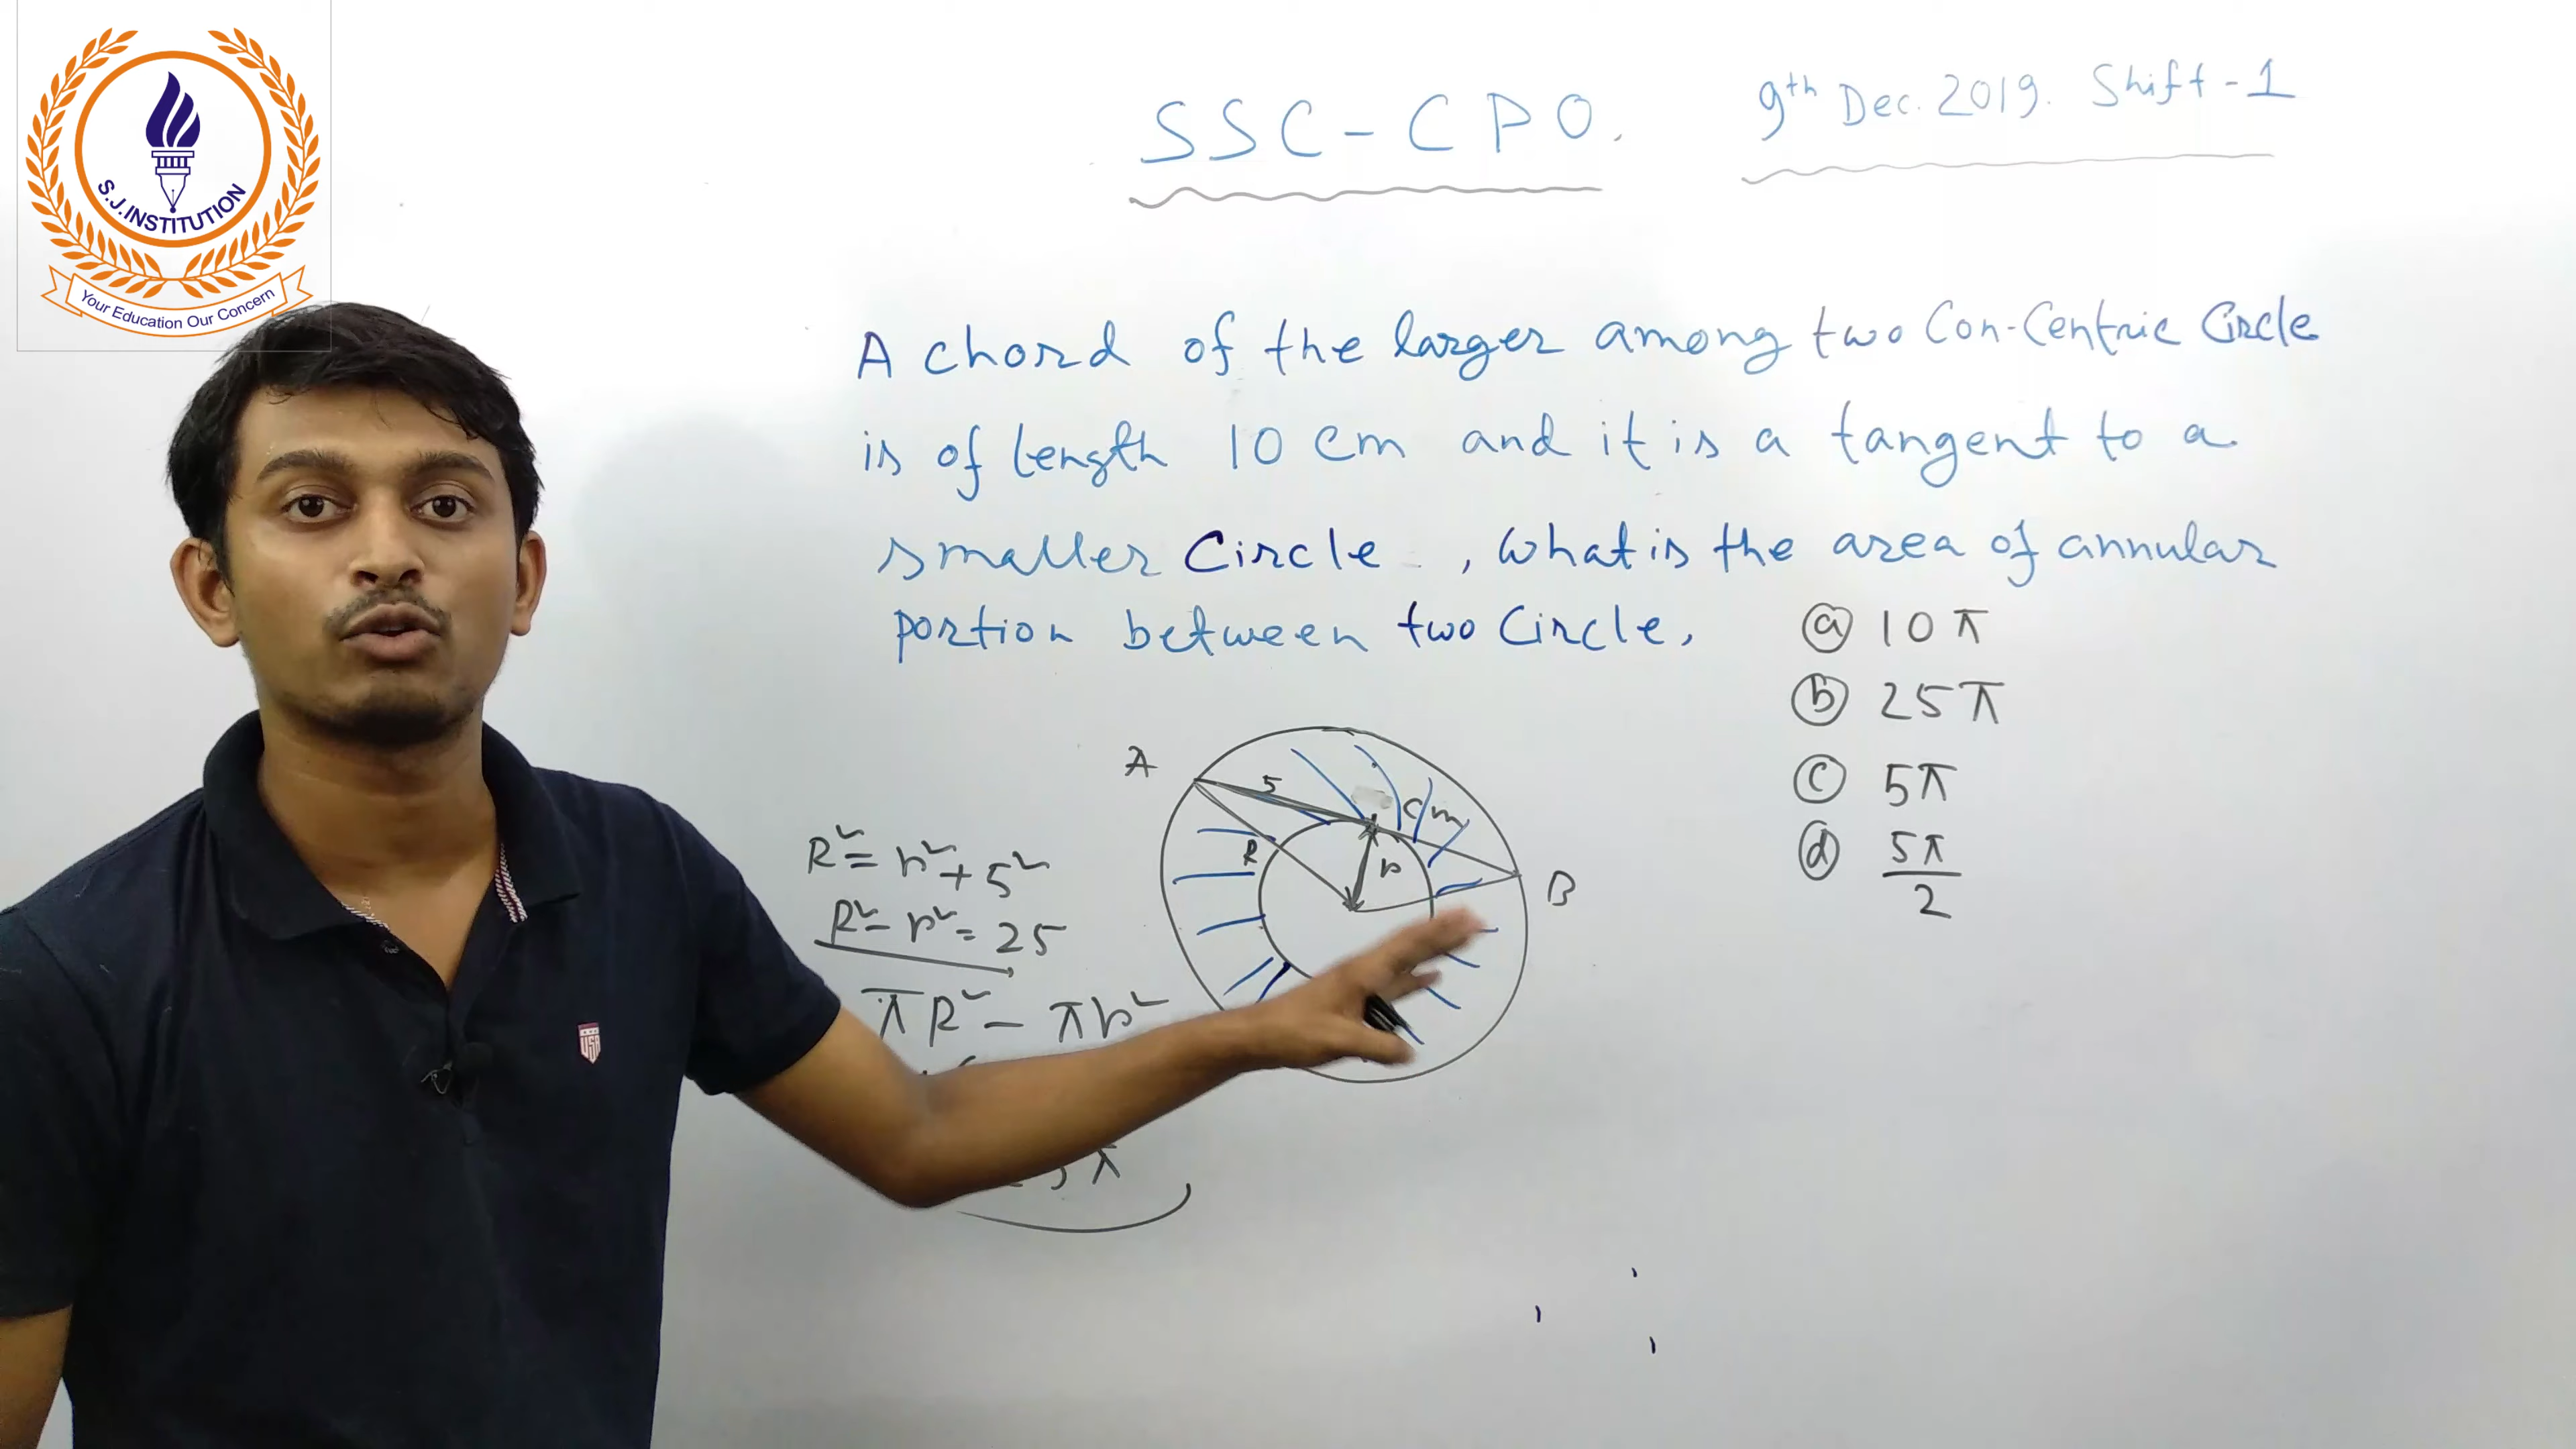 S.J.INSTITUTION
Your Education Our Concern
SSC-CPO.
9th Dec. 2019. Shift-1
A chord of the larger among two Con-Centric Circle
is of length 10 cm and it is a tangent to a
smaller Circle , What is the area of annular
portion between two Circle.
ⓐ 10π
ⓑ 25π
ⓒ 5π
ⓓ 5π/2
A
5
cm
R
r
B
R² = r² + 5²
R² - r² = 25
πR² - πr²
USA